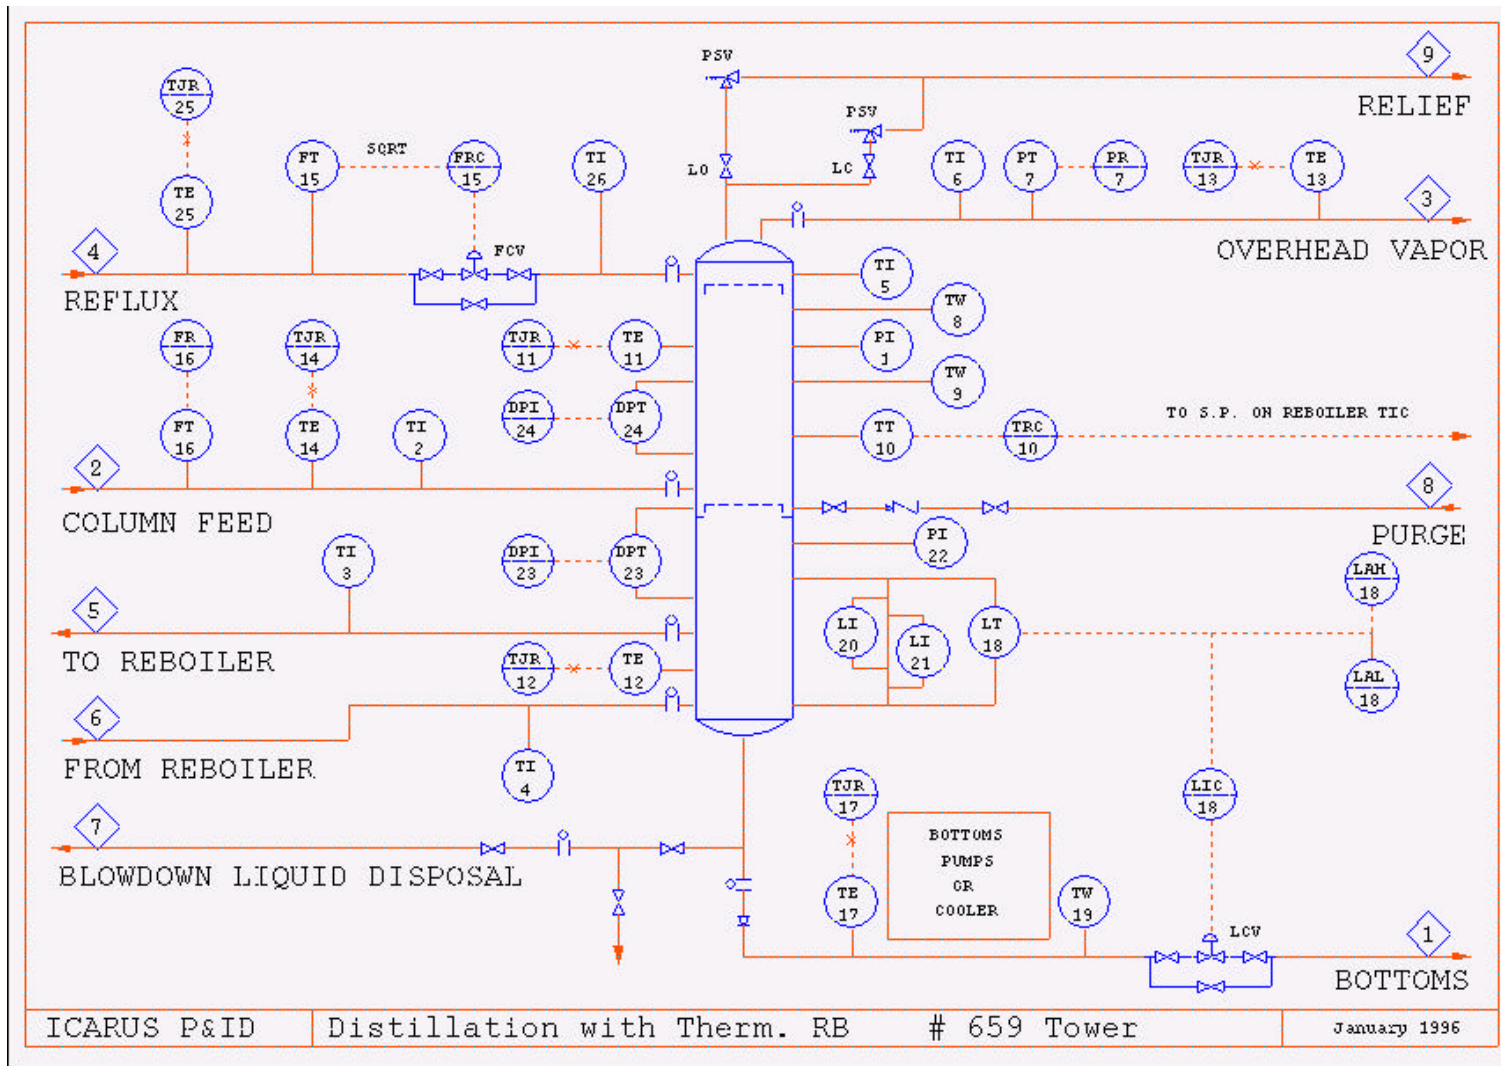 PSV
9
RELIEF
TJR
25
PSV
FT
15
SQRT
FRC
15
TI
26
LO
LC
TI
6
PT
7
PR
7
TJR
13
TE
13
TE
25
3
OVERHEAD VAPOR
4
REFLUX
FCV
TI
5
TW
8
FR
16
TJR
14
TJR
11
TE
11
PI
1
TW
9
DPI
24
DPT
24
TO S.P. ON REBOILER TIC
FT
16
TE
14
TI
2
TT
10
TRC
10
2
COLUMN FEED
8
PURGE
TI
3
DPI
23
DPT
23
PI
22
LAH
18
5
TO REBOILER
LI
20
LI
21
LT
18
TJR
12
TE
12
LAL
18
6
FROM REBOILER
TI
4
TJR
17
LIC
18
7
BLOWDOWN LIQUID DISPOSAL
BOTTOMS
PUMPS
OR
COOLER
TE
17
TW
19
LCV
1
BOTTOMS
ICARUS P&ID
Distillation with Therm. RB # 659 Tower
January 1996